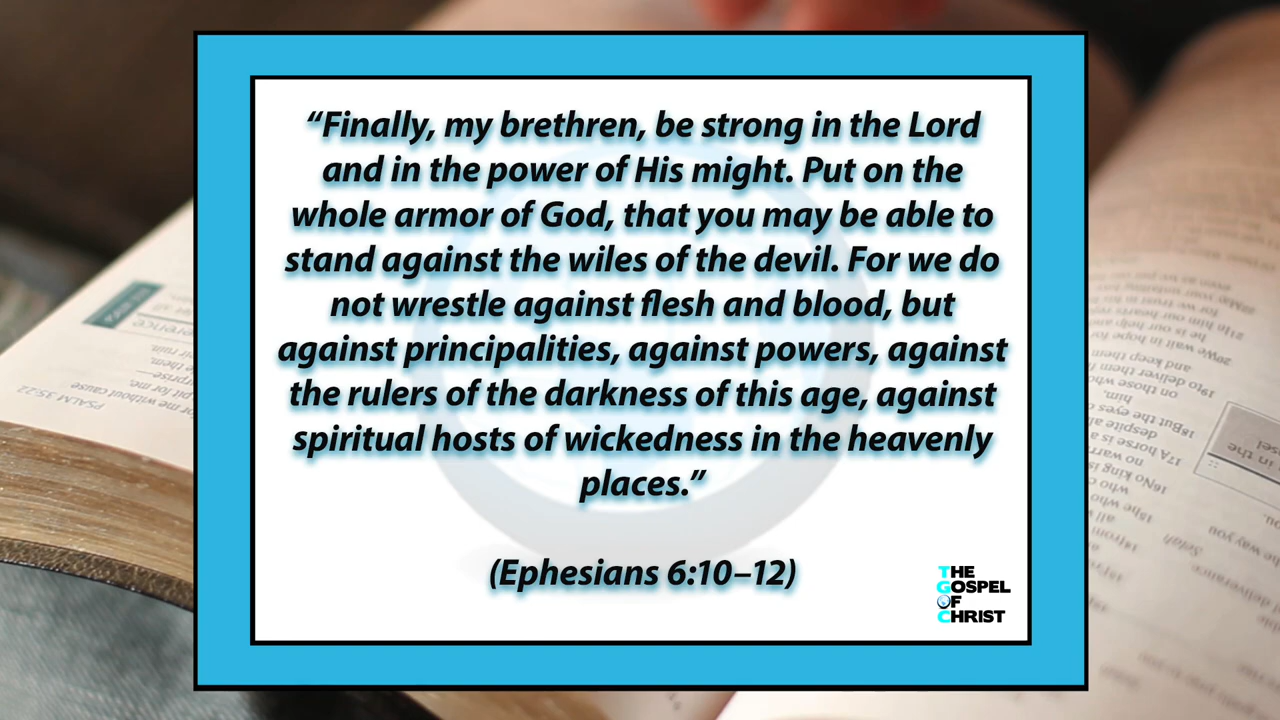 “Finally, my brethren, be strong in the Lord
and in the power of His might. Put on the
whole armor of God, that you may be able to
stand against the wiles of the devil. For we do
not wrestle against flesh and blood, but
against principalities, against powers, against
the rulers of the darkness of this age, against
spiritual hosts of wickedness in the heavenly
places.”
(Ephesians 6:10–12)
THE
GOSPEL
OF
CHRIST
PSALM 35:22